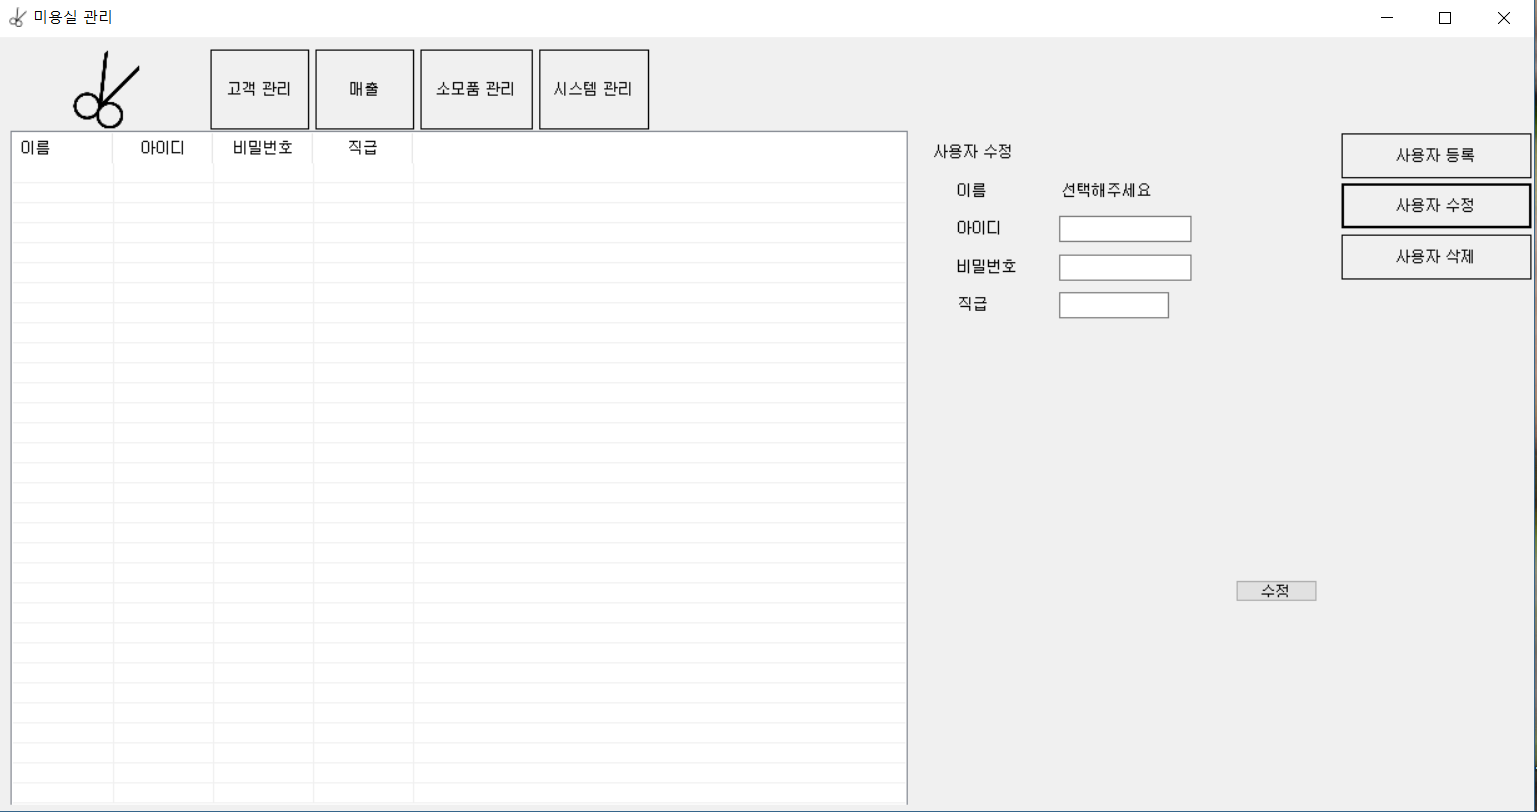 미용실 관리
고객 관리 매출 소모품 관리 시스템 관리
이름 아이디 비밀번호 직급
사용자 수정
이름 선택해주세요
아이디
비밀번호
직급
수정
사용자 등록
사용자 수정
사용자 삭제